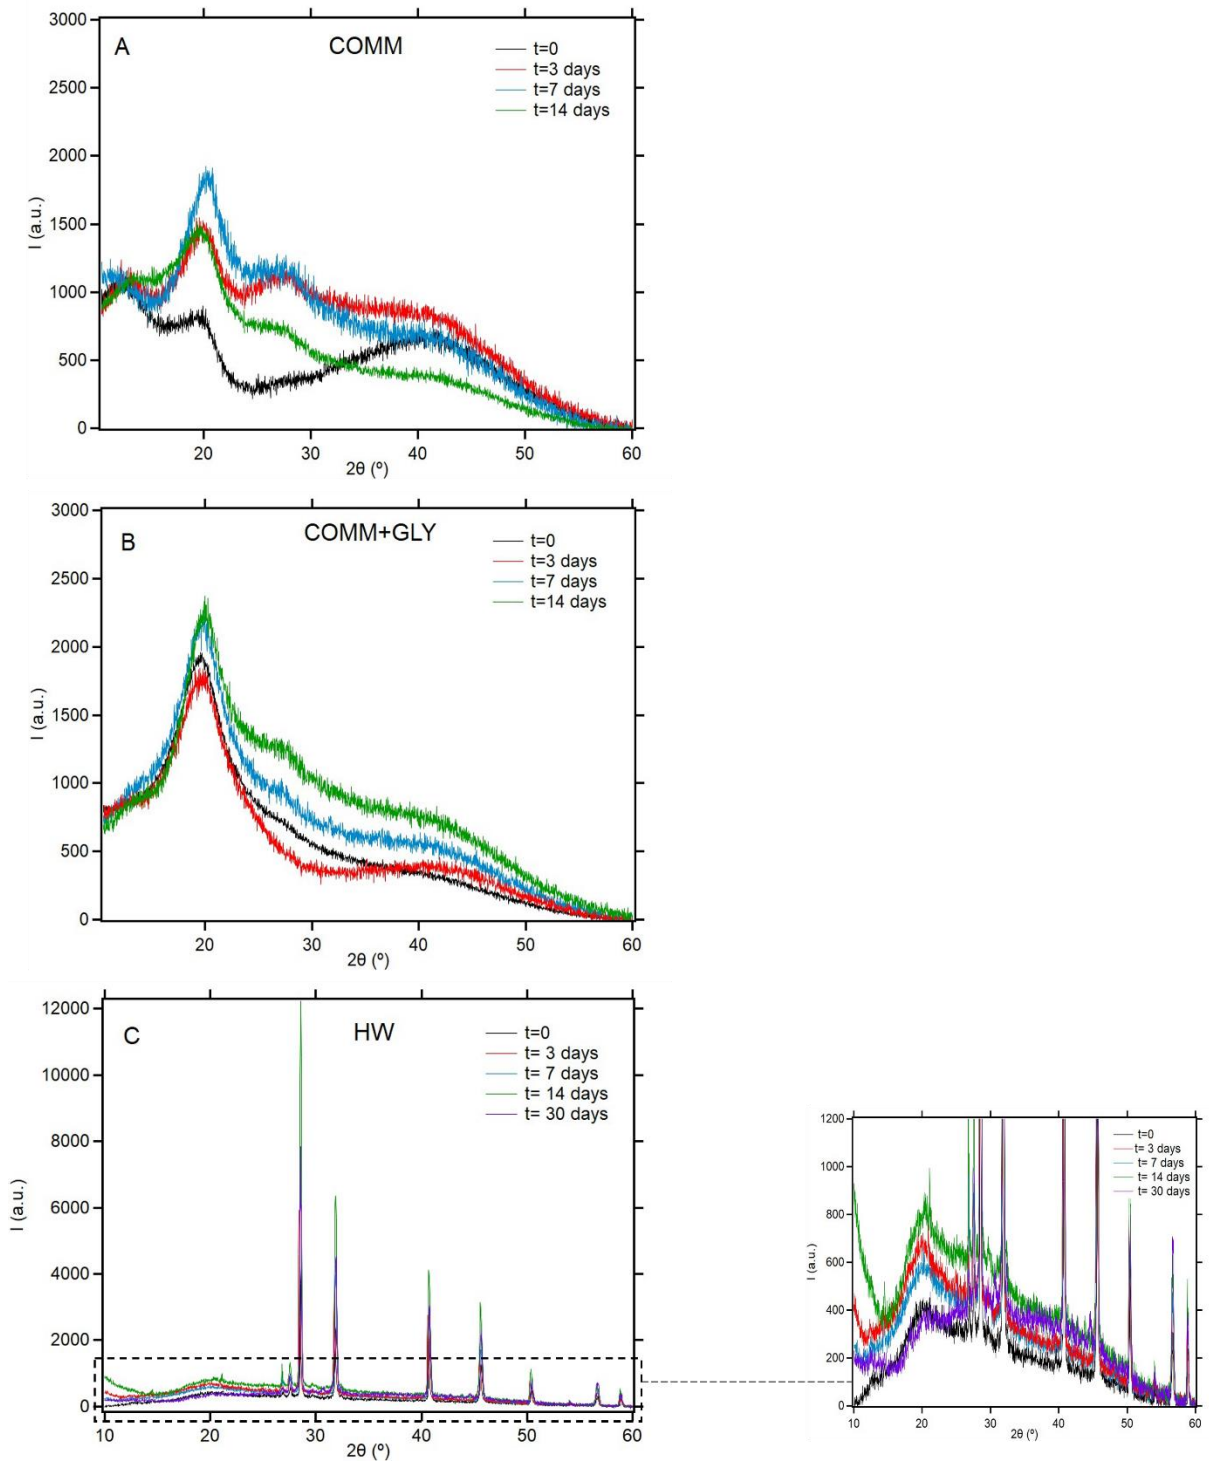 A
COMM
t=0
t=3 days
t=7 days
t=14 days
3000
2500
2000
1500
1000
500
0
I (a.u.)
20 30 40 50 60
2θ (º)
B
COMM+GLY
t=0
t=3 days
t=7 days
t=14 days
3000
2500
2000
1500
1000
500
0
I (a.u.)
20 30 40 50 60
2θ (º)
C
HW
t=0
t= 3 days
t= 7 days
t= 14 days
t= 30 days
12000
10000
8000
6000
4000
2000
0
I (a.u.)
10 20 30 40 50 60
2θ (º)
t=0
t= 3 days
t= 7 days
t= 14 days
t= 30 days
1200
1000
800
600
400
200
0
I (a.u.)
10 20 30 40 50 60
2θ (º)